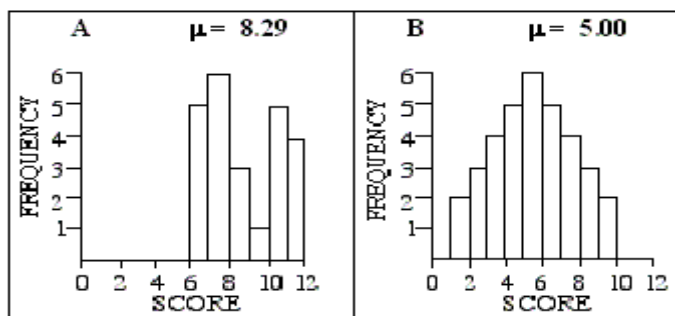 A μ = 8.29
FREQUENCY
6
5
4
3
2
1
0 2 4 6 8 10 12
SCORE
B μ = 5.00
FREQUENCY
6
5
4
3
2
1
0 2 4 6 8 10 12
SCORE